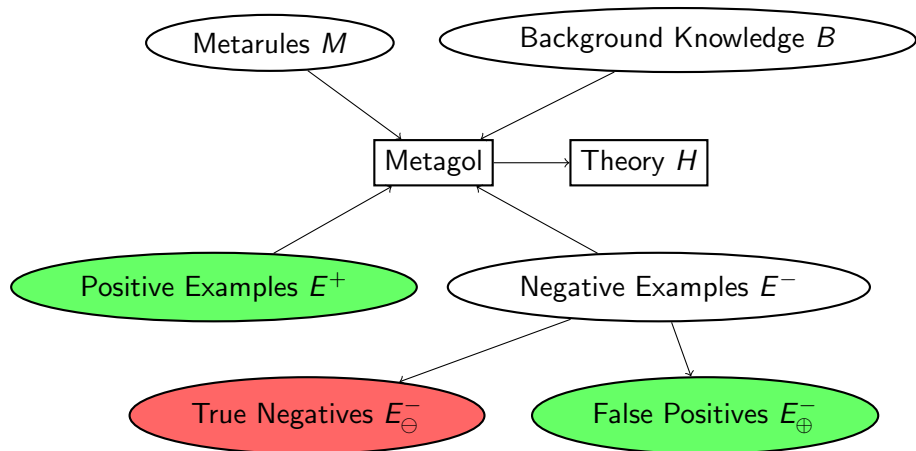 Metarules M
Background Knowledge B
Metagol
Theory H
Positive Examples E⁺
Negative Examples E⁻
True Negatives E⁻⊖
False Positives E⁻⊕